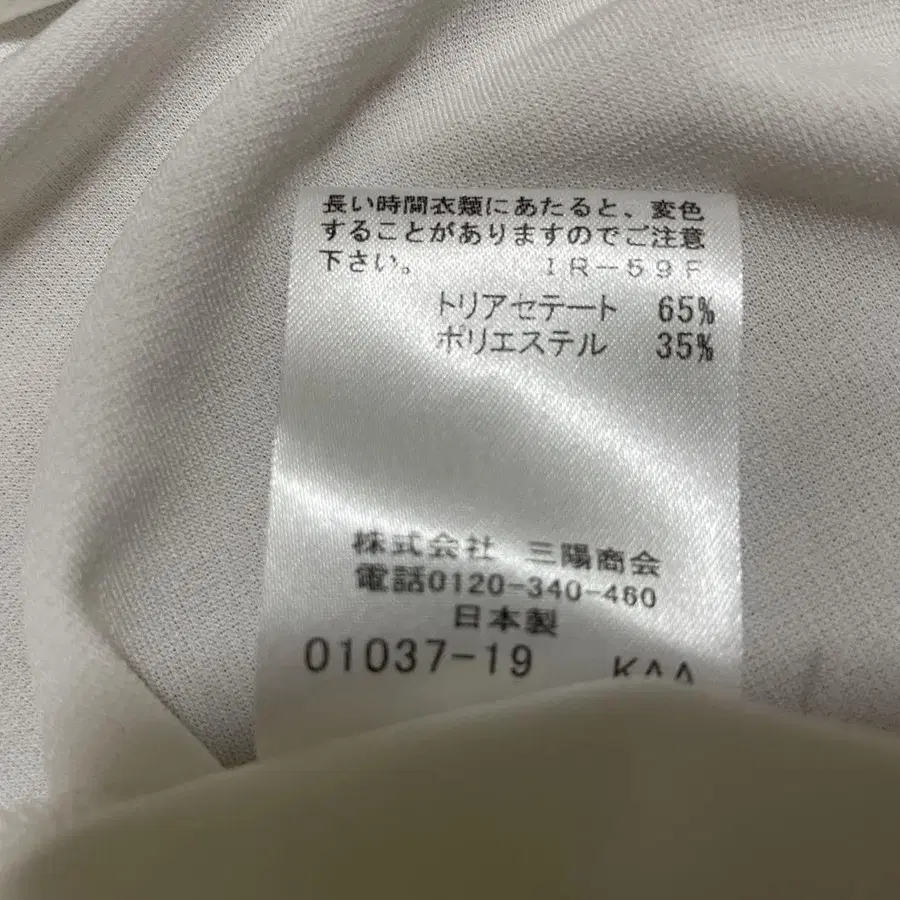 長い時間衣類にあたると、変色
することがありますのでご注意
下さい。 IR-59F
トリアセテート 65%
ポリエステル 35%
株式会社 三陽商会
電話0120-340-460
日本製
01037-19